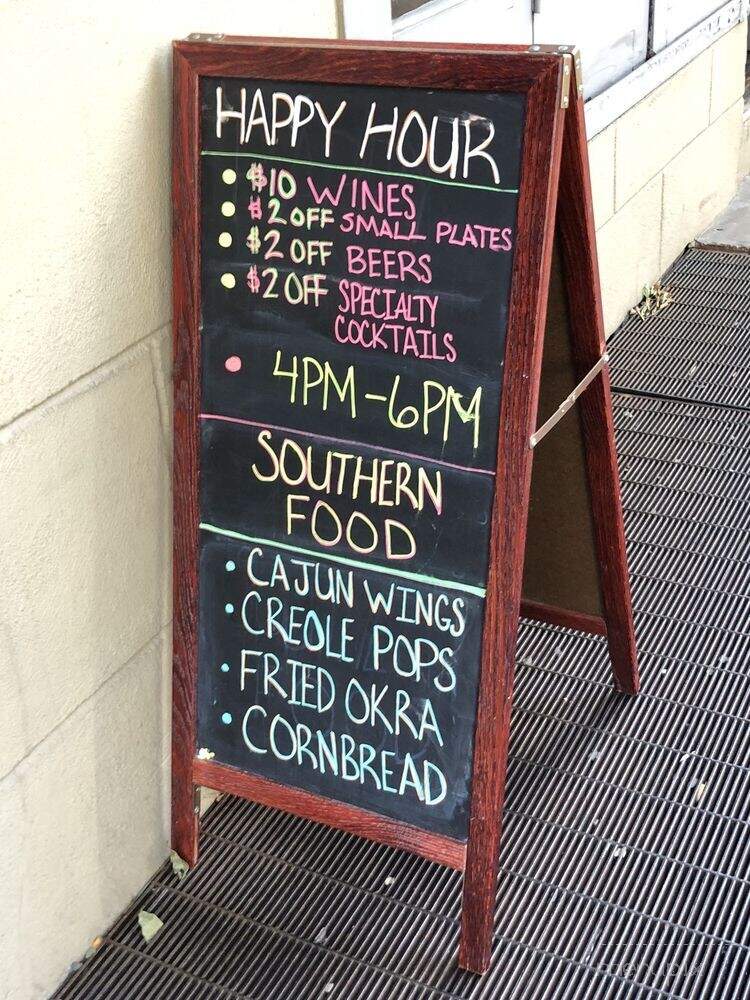 HAPPY HOUR
• $10 WINES
• $2 OFF SMALL PLATES
• $2 OFF BEERS
• $2 OFF SPECIALTY
COCKTAILS
• 4PM-6PM
SOUTHERN
FOOD
• CAJUN WINGS
• CREOLE POPS
• FRIED OKRA
• CORNBREAD